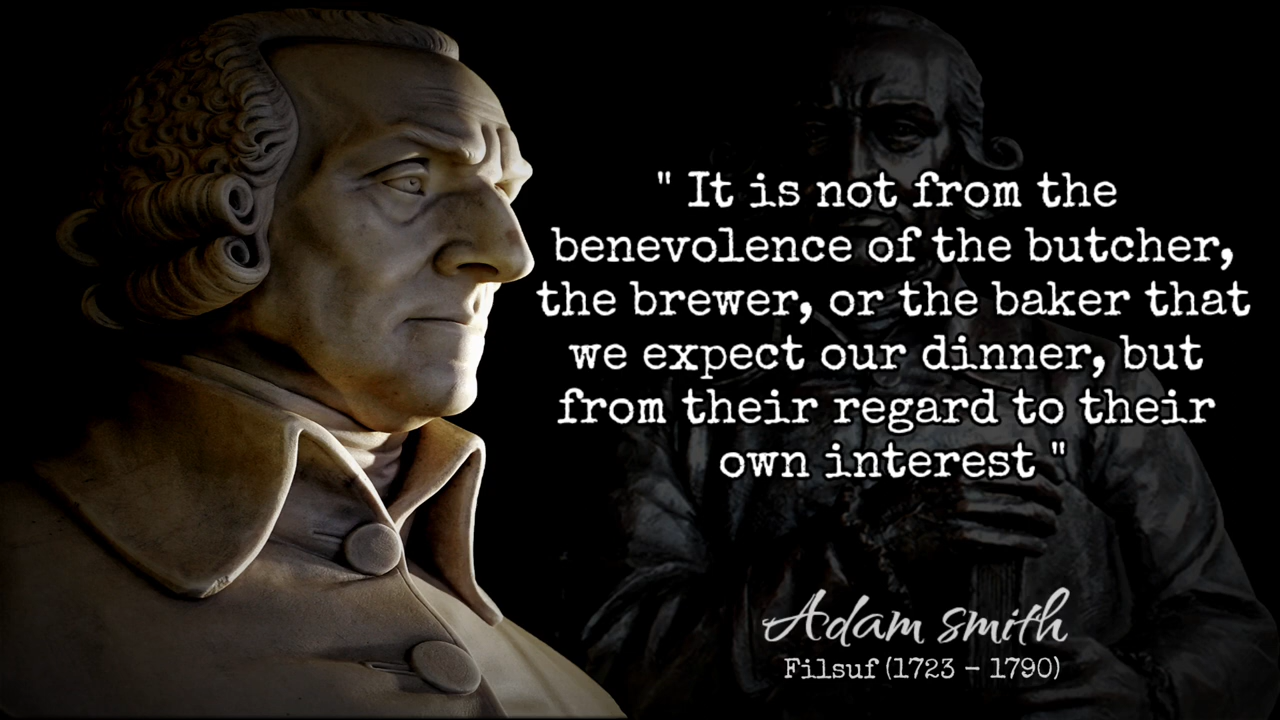 " It is not from the
benevolence of the butcher,
the brewer, or the baker that
we expect our dinner, but
from their regard to their
own interest "
Adam smith
Filsuf (1723 - 1790)